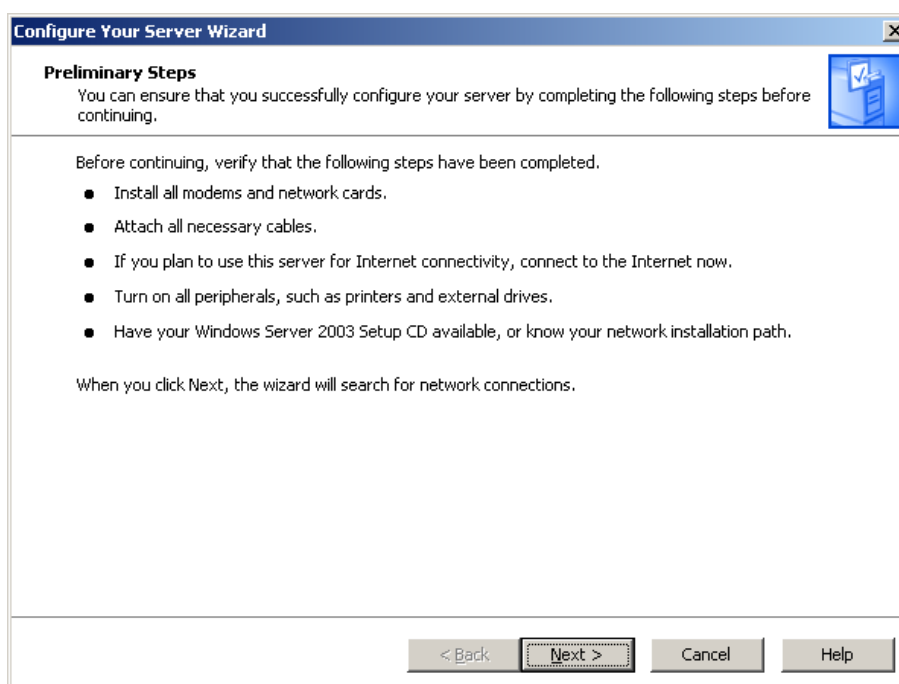 Configure Your Server Wizard
Preliminary Steps
You can ensure that you successfully configure your server by completing the following steps before
continuing.
Before continuing, verify that the following steps have been completed.
● Install all modems and network cards.
● Attach all necessary cables.
● If you plan to use this server for Internet connectivity, connect to the Internet now.
● Turn on all peripherals, such as printers and external drives.
● Have your Windows Server 2003 Setup CD available, or know your network installation path.
When you click Next, the wizard will search for network connections.
< Back Next > Cancel Help